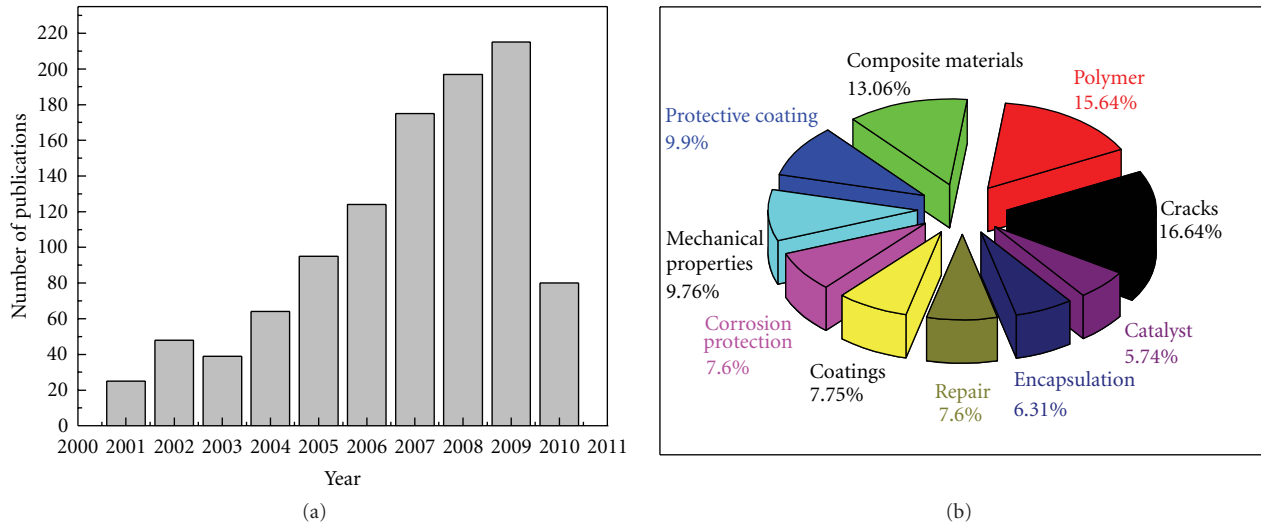 Number of publications
220
200
180
160
140
120
100
80
60
40
20
0
2000 2001 2002 2003 2004 2005 2006 2007 2008 2009 2010 2011
Year
(a)
Composite materials
13.06%
Polymer
15.64%
Protective coating
9.9%
Cracks
16.64%
Mechanical
properties
9.76%
Corrosion
protection
7.6%
Coatings
7.75%
Repair
7.6%
Encapsulation
6.31%
Catalyst
5.74%
(b)